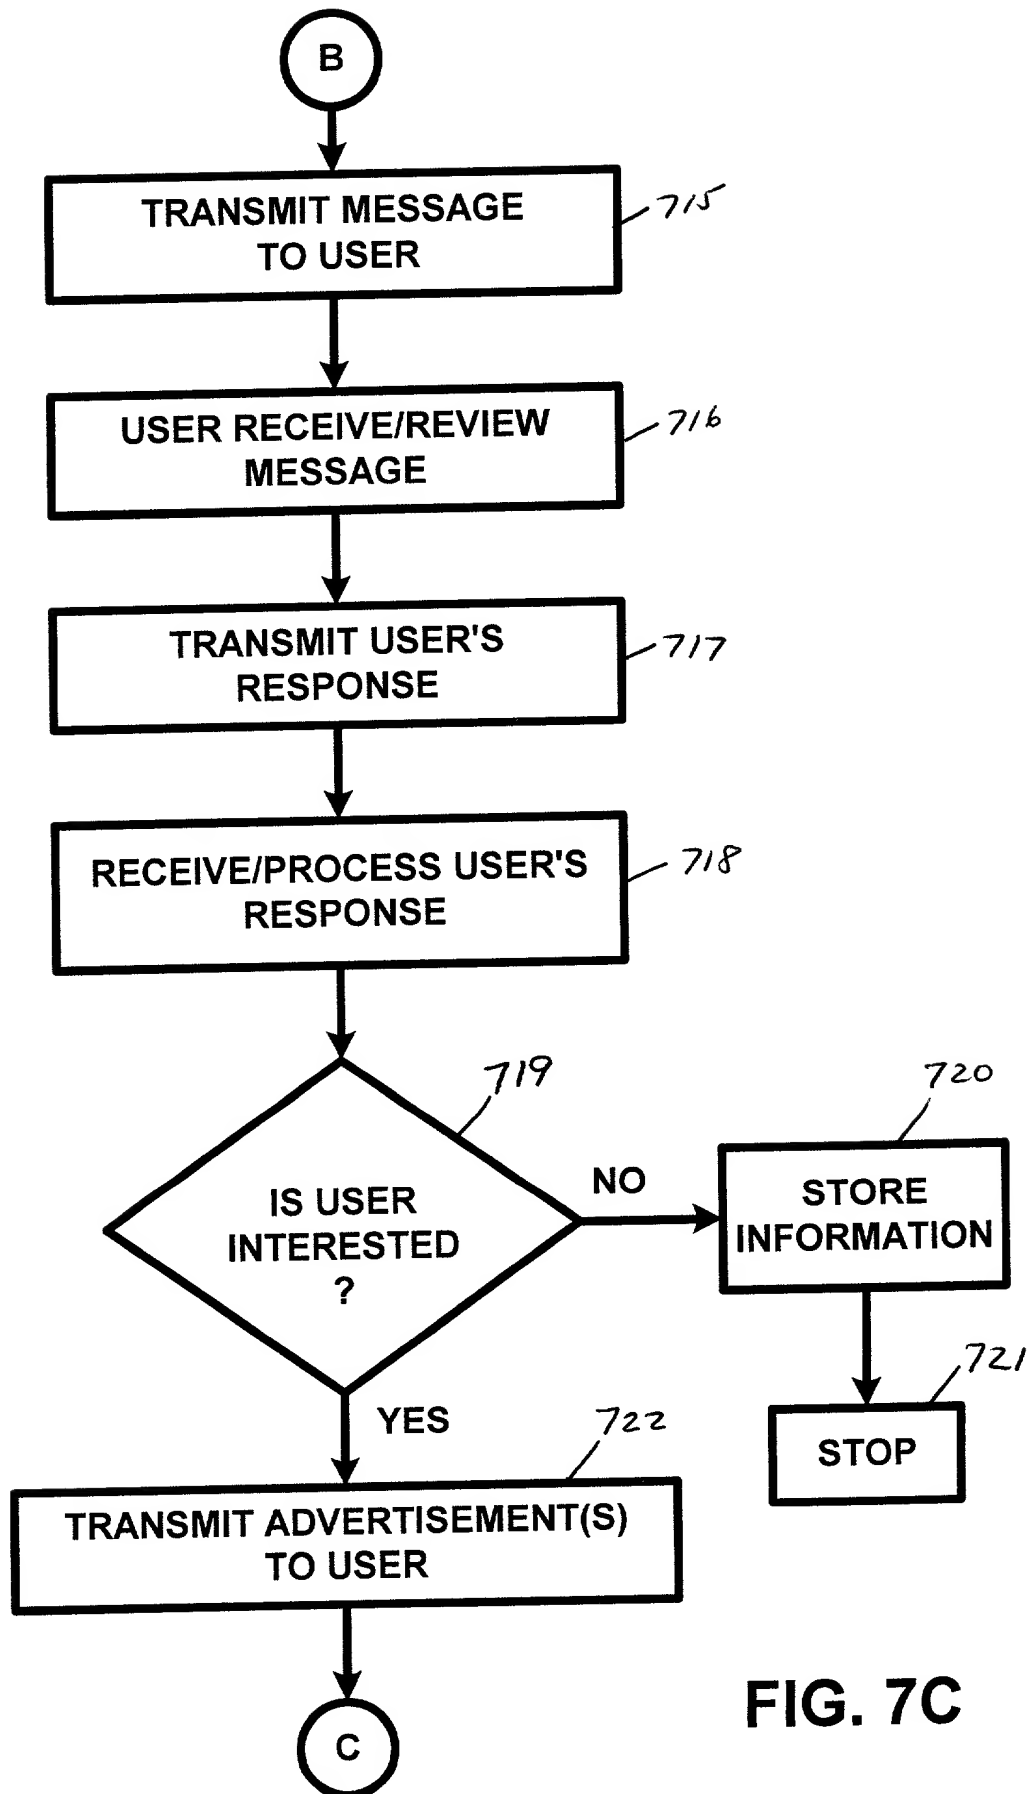 B
TRANSMIT MESSAGE
TO USER
715
USER RECEIVE/REVIEW
MESSAGE
716
TRANSMIT USER'S
RESPONSE
717
RECEIVE/PROCESS USER'S
RESPONSE
718
719
IS USER
INTERESTED
?
NO
720
STORE
INFORMATION
721
STOP
YES
722
TRANSMIT ADVERTISEMENT(S)
TO USER
C
FIG. 7C